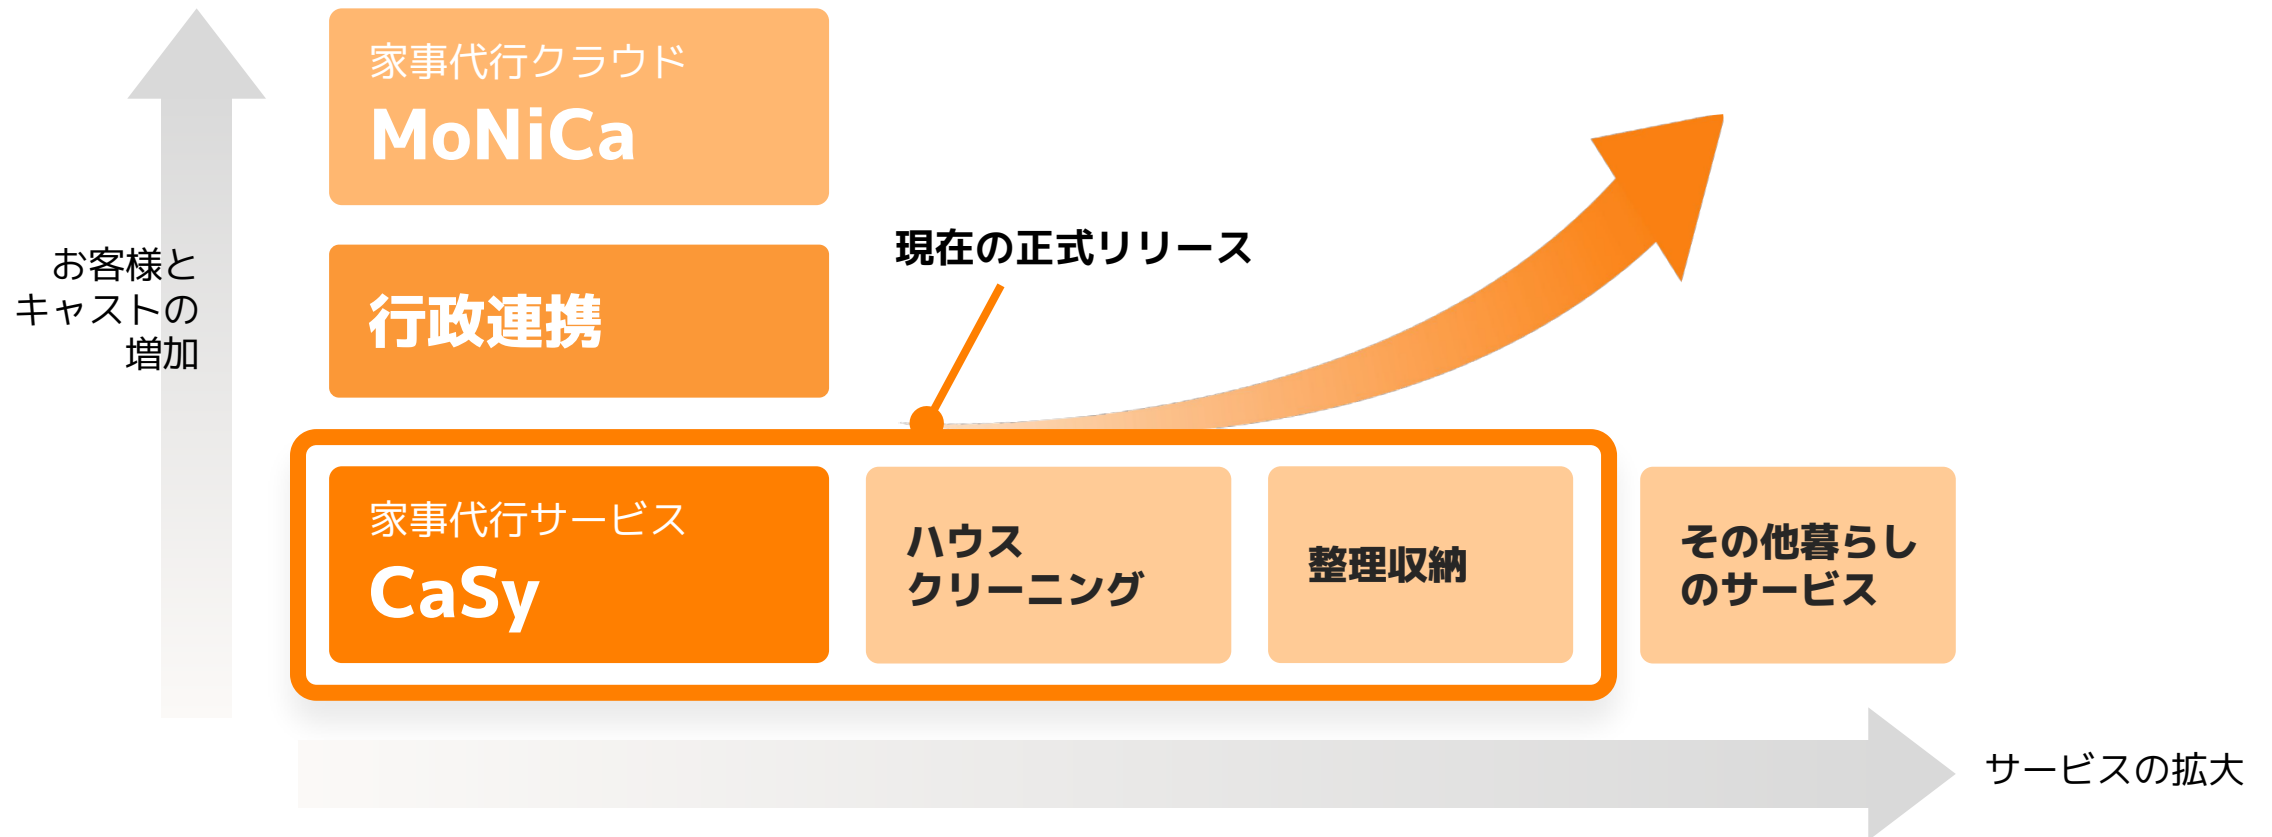 家事代行クラウド
MoNiCa
お客様と
キャストの
増加
行政連携
現在の正式リリース
家事代行サービス
CaSy
ハウス
クリーニング
整理収納
その他暮らし
のサービス
サービスの拡大